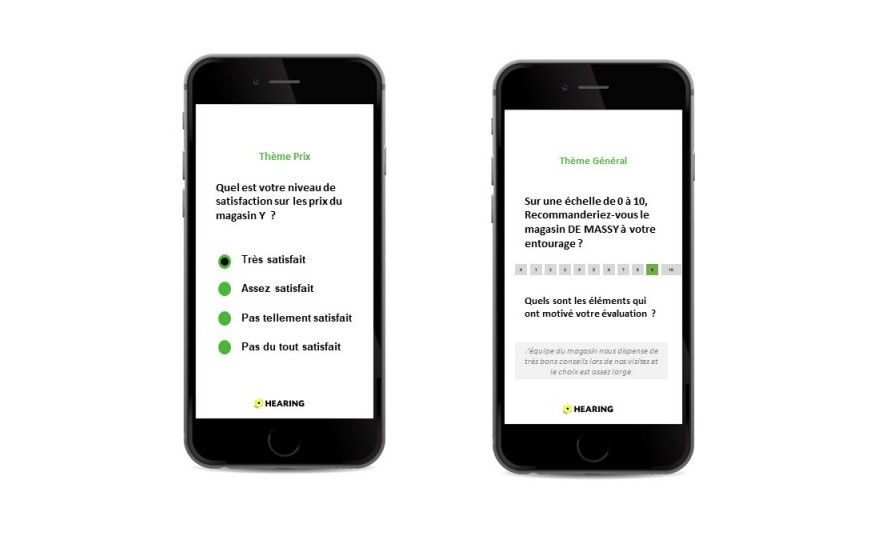 Thème Prix
Quel est votre niveau de
satisfaction sur les prix du
magasin Y ?
Très satisfait
Assez satisfait
Pas tellement satisfait
Pas du tout satisfait
HEARING
Thème Général
Sur une échelle de 0 à 10,
Recommanderiez-vous le
magasin DE MASSY à votre
entourage ?
0 1 2 3 4 5 6 7 8 9 10
Quels sont les éléments qui
ont motivé votre évaluation ?
L'équipe du magasin nous dispense de
très bons conseils lors de nos visites et
le choix est assez large.
HEARING